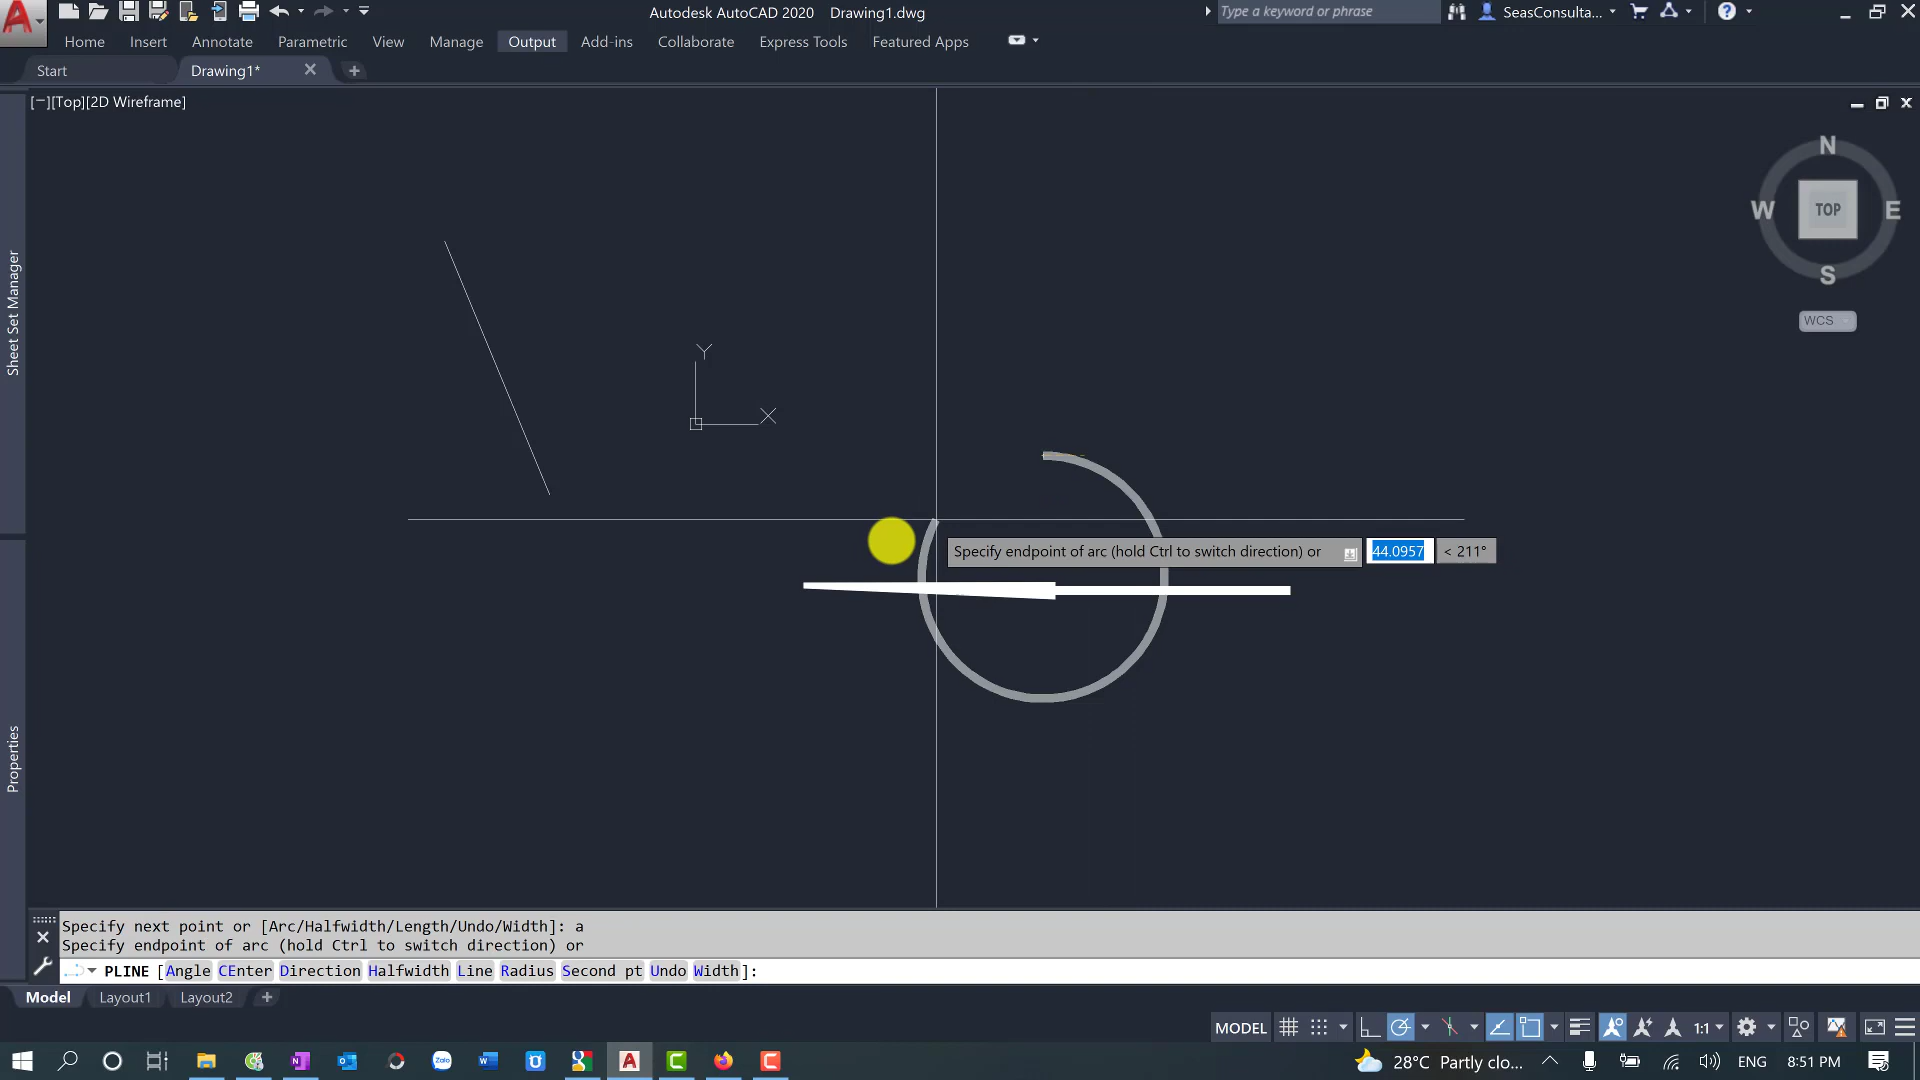 Autodesk AutoCAD 2020 Drawing1.dwg
Type a keyword or phrase
SeasConsulta...
Home Insert Annotate Parametric View Manage Output Add-ins Collaborate Express Tools Featured Apps
Start Drawing1*
[−][Top][2D Wireframe]
N
W TOP E
S
WCS
Sheet Set Manager
Properties
Y
X
Specify endpoint of arc (hold Ctrl to switch direction) or 44.0957 < 211°
Specify next point or [Arc/Halfwidth/Length/Undo/Width]: a
Specify endpoint of arc (hold Ctrl to switch direction) or
PLINE [Angle CEnter Direction Halfwidth Line Radius Second pt Undo Width]:
Model Layout1 Layout2
MODEL 1:1
Zalo
28°C Partly clo... ENG 8:51 PM